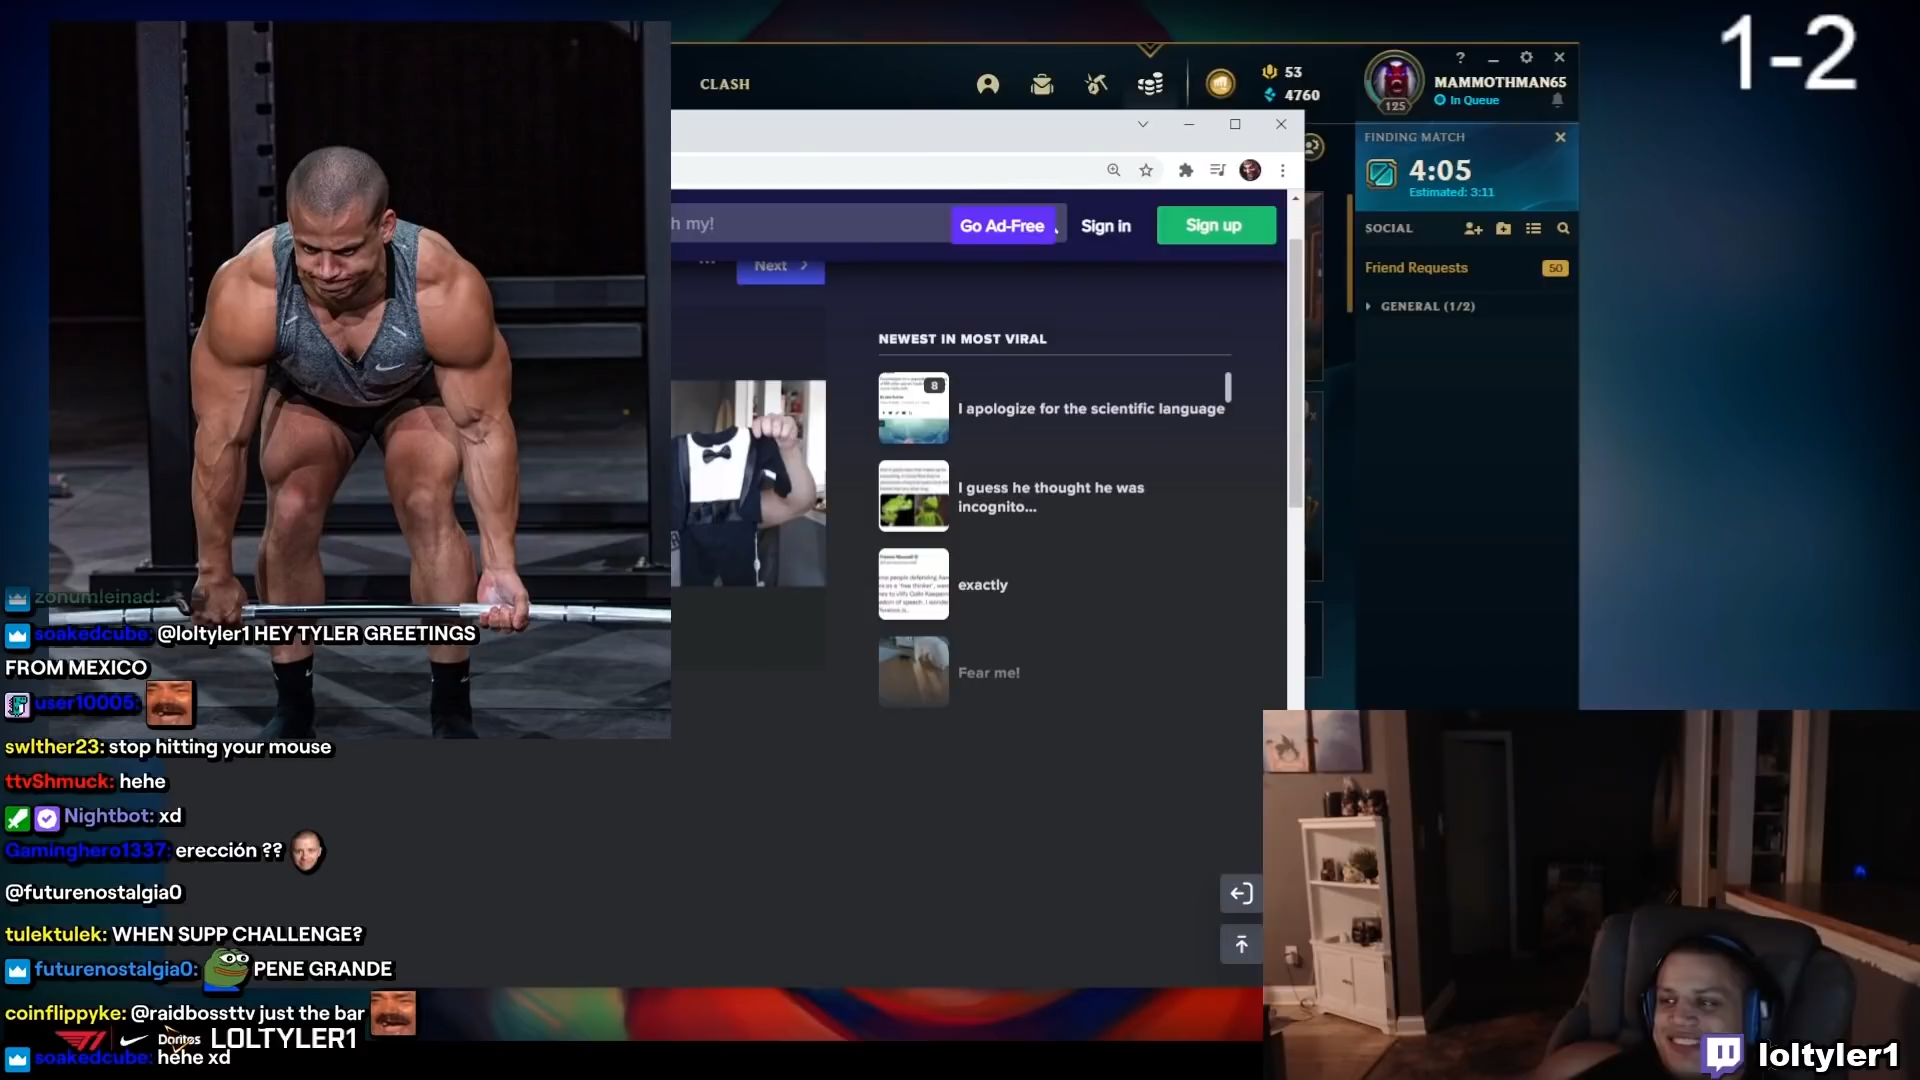 1-2
CLASH
53
4760
125
MAMMOTHMAN65
In Queue
FINDING MATCH
4:05
Estimated: 3:11
SOCIAL
Friend Requests
50
GENERAL (1/2)
h my!
Go Ad-Free
Sign in
Sign up
Next
NEWEST IN MOST VIRAL
8
I apologize for the scientific language
I guess he thought he was
incognito...
exactly
Fear me!
zonumleinad:
soakedcube: @loltyler1 HEY TYLER GREETINGS
FROM MEXICO
user10005:
swlther23: stop hitting your mouse
ttvShmuck: hehe
Nightbot: xd
Gaminghero1337: erección ??
@futurenostalgia0
tulektulek: WHEN SUPP CHALLENGE?
futurenostalgia0: PENE GRANDE
coinflippyke: @raidbossttv just the bar
T1 Doritos LOLTYLER1
soakedcube: hehe xd
loltyler1